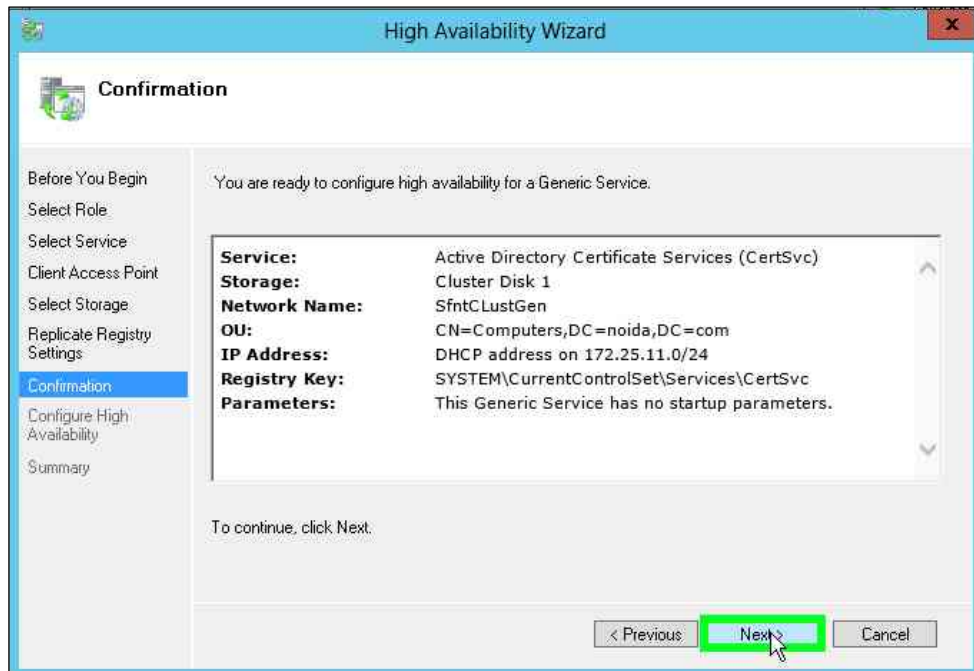 High Availability Wizard
x
Confirmation
Before You Begin
Select Role
Select Service
Client Access Point
Select Storage
Replicate Registry
Settings
Confirmation
Configure High
Availability
Summary
You are ready to configure high availability for a Generic Service.
Service: Active Directory Certificate Services (CertSvc)
Storage: Cluster Disk 1
Network Name: SfntCLustGen
OU: CN=Computers,DC=noida,DC=com
IP Address: DHCP address on 172.25.11.0/24
Registry Key: SYSTEM\CurrentControlSet\Services\CertSvc
Parameters: This Generic Service has no startup parameters.
To continue, click Next.
< Previous Next > Cancel